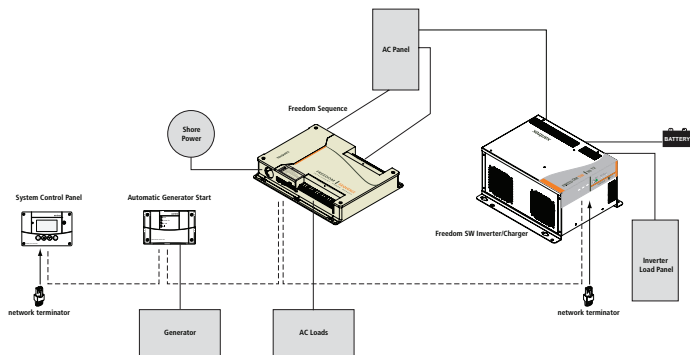 AC Panel
Freedom Sequence
Shore
Power
BATTERY
System Control Panel
Automatic Generator Start
Freedom SW Inverter/Charger
Inverter
Load Panel
network terminator
network terminator
Generator
AC Loads